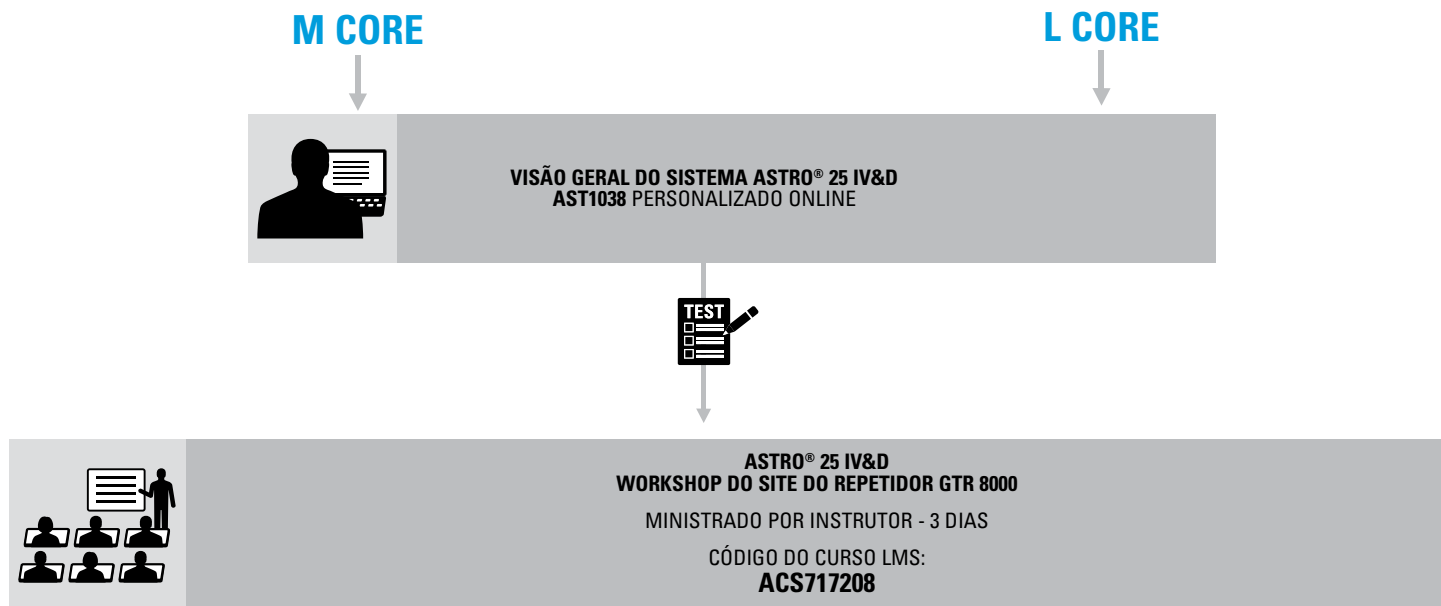 M CORE
L CORE
VISÃO GERAL DO SISTEMA ASTRO® 25 IV&D
AST1038 PERSONALIZADO ONLINE
TEST
ASTRO® 25 IV&D
WORKSHOP DO SITE DO REPETIDOR GTR 8000
MINISTRADO POR INSTRUTOR - 3 DIAS
CÓDIGO DO CURSO LMS:
ACS717208